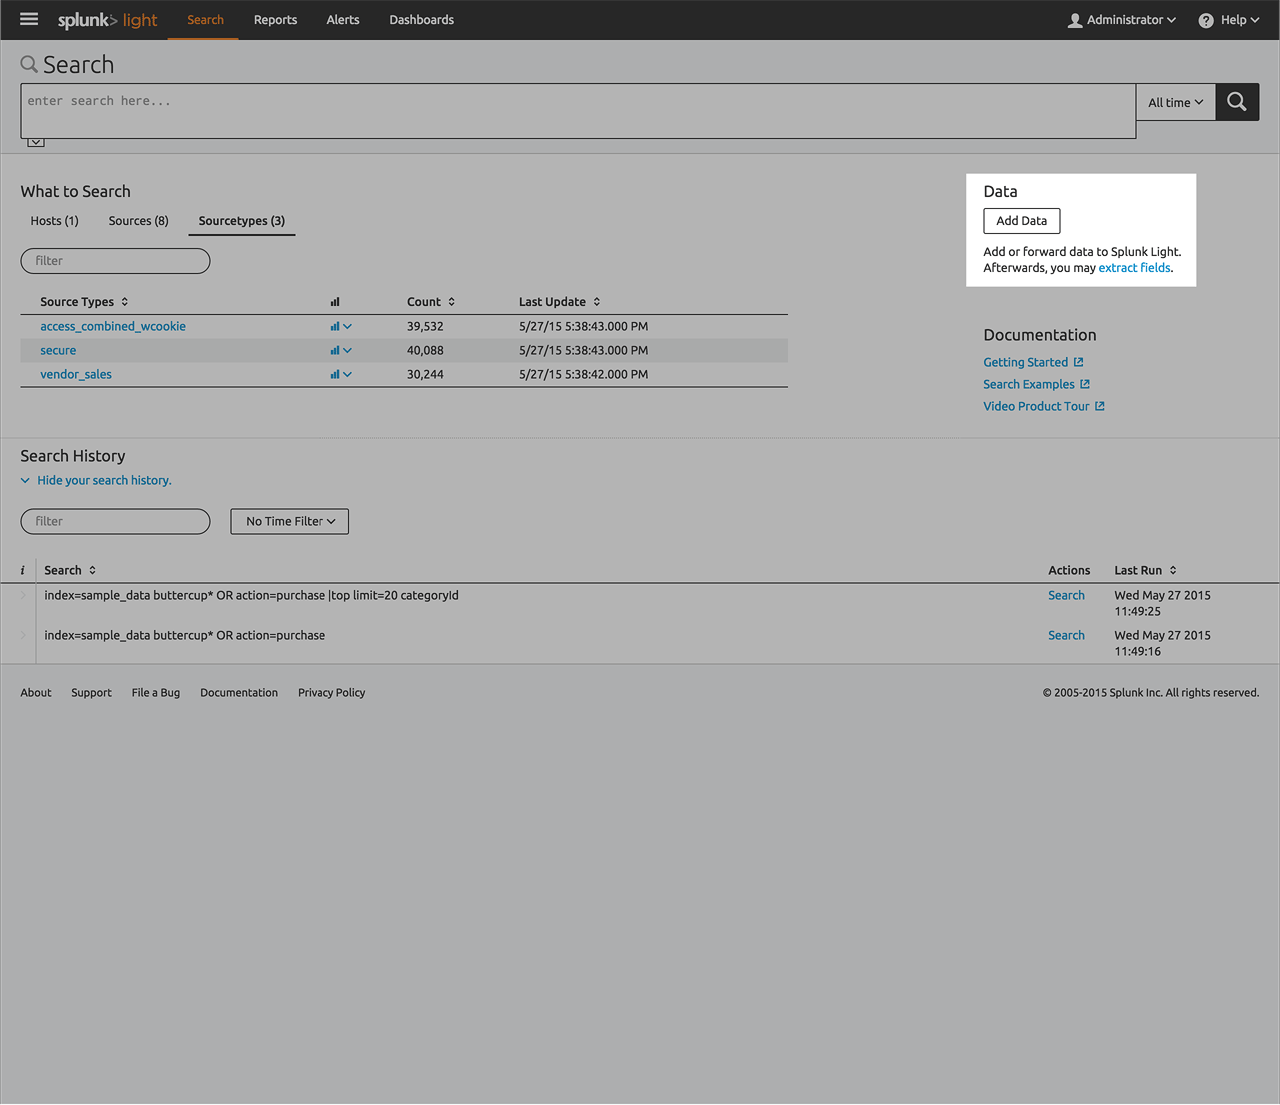 splunk> light Search Reports Alerts Dashboards Administrator ? Help
Search
enter search here...
All time
What to Search
Hosts (1) Sources (8) Sourcetypes (3)
filter
Source Types Count Last Update
access_combined_wcookie 39,532 5/27/15 5:38:43.000 PM
secure 40,088 5/27/15 5:38:43.000 PM
vendor_sales 30,244 5/27/15 5:38:42.000 PM
Data
Add Data
Add or forward data to Splunk Light.
Afterwards, you may extract fields.
Documentation
Getting Started
Search Examples
Video Product Tour
Search History
Hide your search history.
filter No Time Filter
i Search Actions Last Run
index=sample_data buttercup* OR action=purchase |top limit=20 categoryId Search Wed May 27 2015
11:49:25
index=sample_data buttercup* OR action=purchase Search Wed May 27 2015
11:49:16
About Support File a Bug Documentation Privacy Policy © 2005-2015 Splunk Inc. All rights reserved.